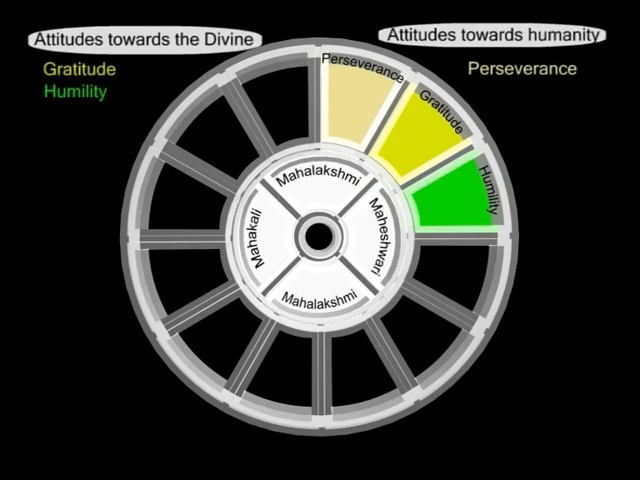 Attitudes towards the Divine
Gratitude
Humility
Attitudes towards humanity
Perseverance
Perseverance
Gratitude
Humility
Mahalakshmi
Maheshwari
Mahalakshmi
Mahakali